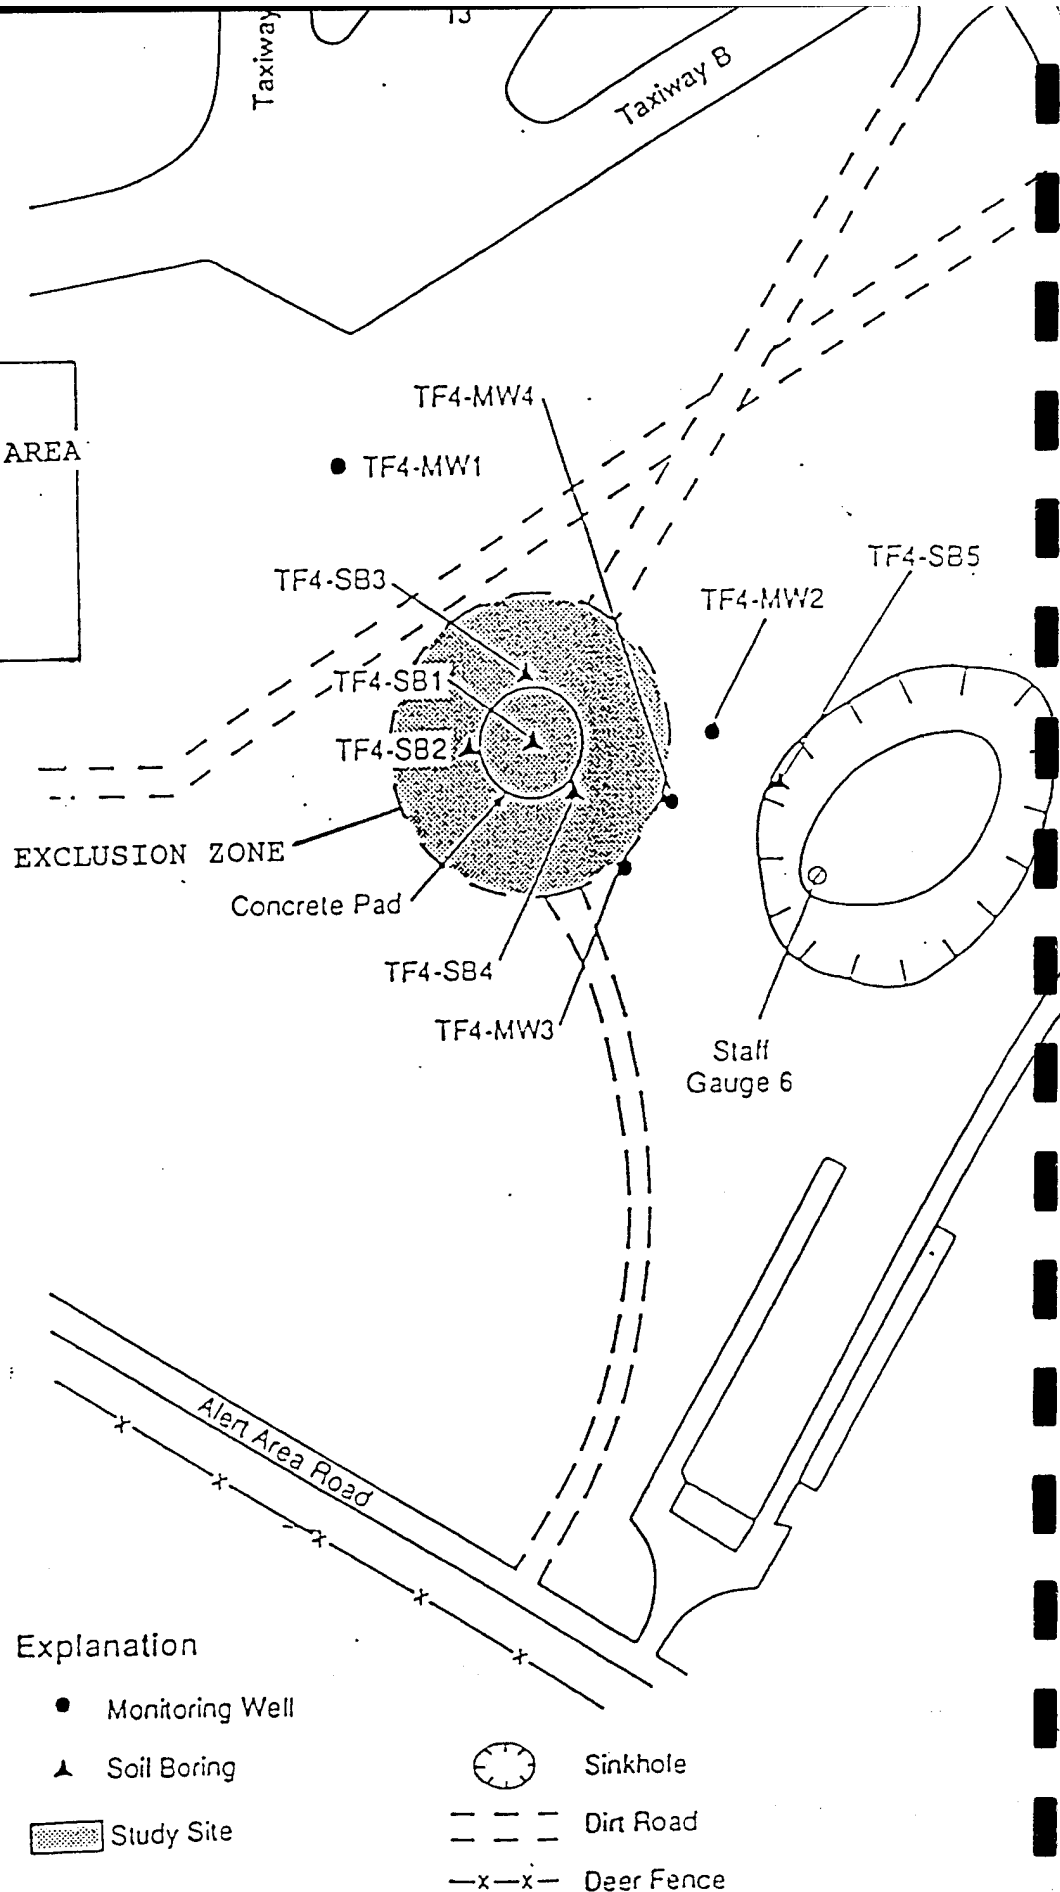 13
Taxiway
Taxiway B
TF4-MW4
AREA
TF4-MW1
TF4-SB5
TF4-SB3
TF4-MW2
TF4-SB1
TF4-SB2
EXCLUSION ZONE
Concrete Pad
TF4-SB4
TF4-MW3
Staff
Gauge 6
Alert Area Road
Explanation
Monitoring Well
Soil Boring
Sinkhole
Study Site
Dirt Road
x x
Deer Fence